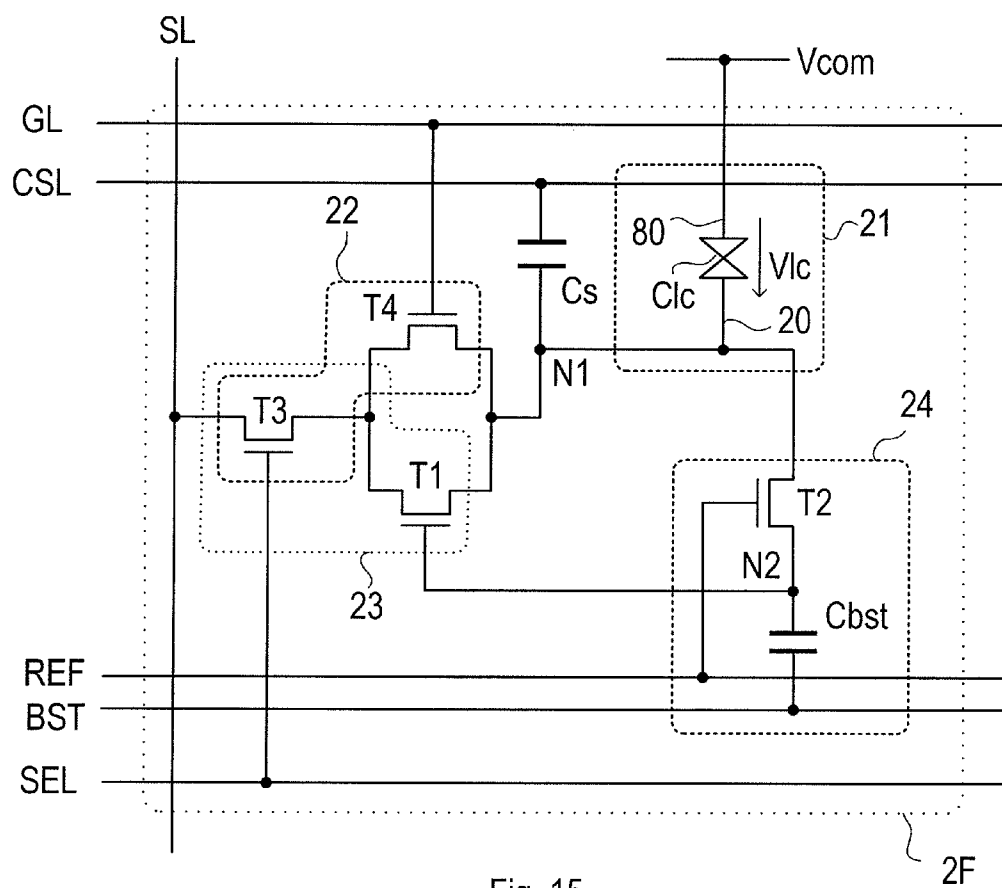 SL
Vcom
GL
CSL
22
80
21
Vlc
Clc
Cs
T4
20
N1
T3
24
T1
T2
N2
23
Cbst
REF
BST
SEL
2F
Fig. 15